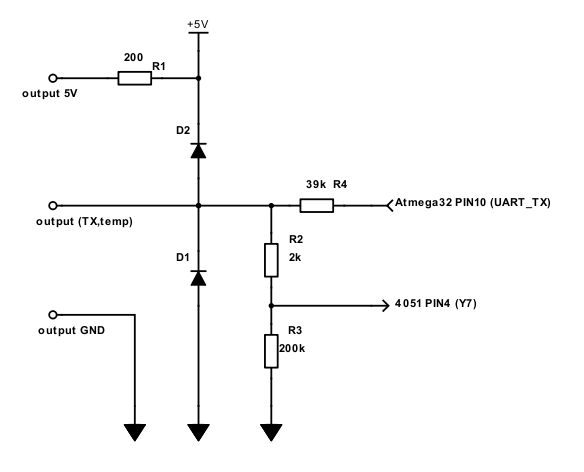 +5V
200
R1
output 5V
D2
39k R4
Atmega32 PIN10 (UART_TX)
output (TX,temp)
R2
2k
D1
4051 PIN4 (Y7)
output GND
R3
200k